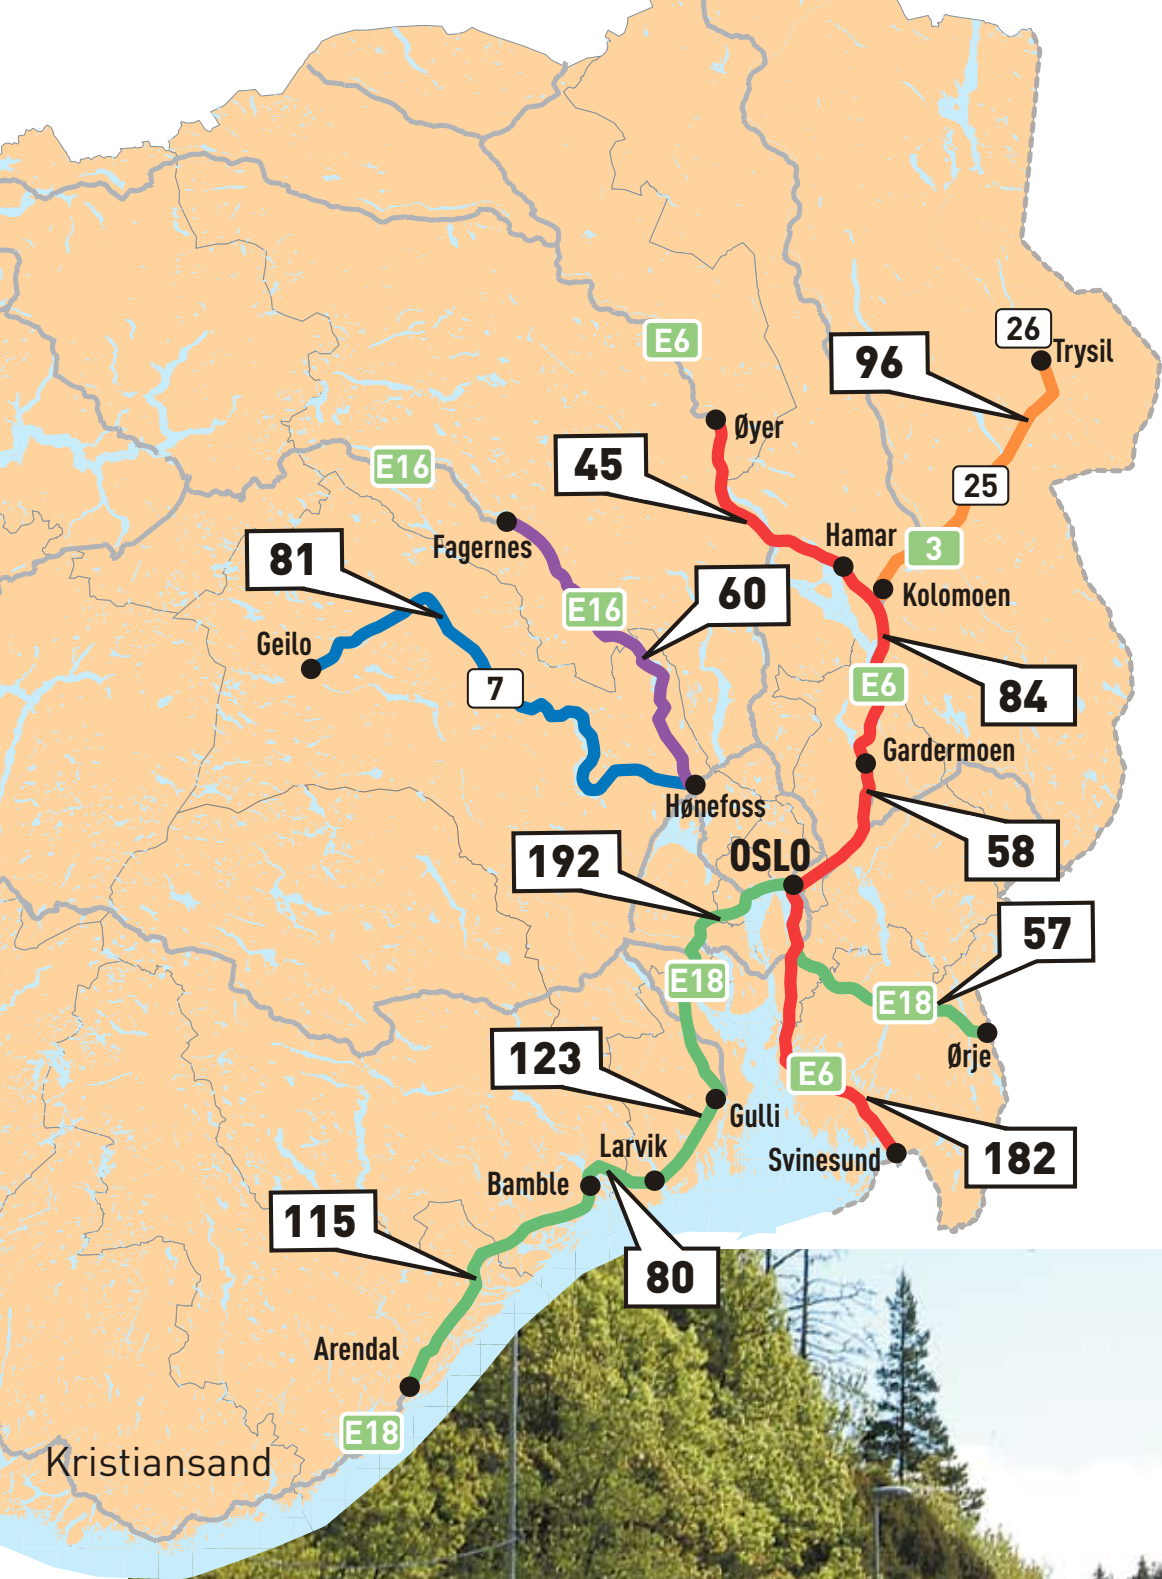 26
Trysil
E6
96
Øyer
45
E16
25
Hamar
3
Fagernes
81
60
Kolomoen
E16
Geilo
7
E6
84
Gardermoen
Hønefoss
192
OSLO
58
57
E18
E18
123
Ørje
E6
Gulli
Larvik
Svinesund
182
Bamble
115
80
Arendal
E18
Kristiansand